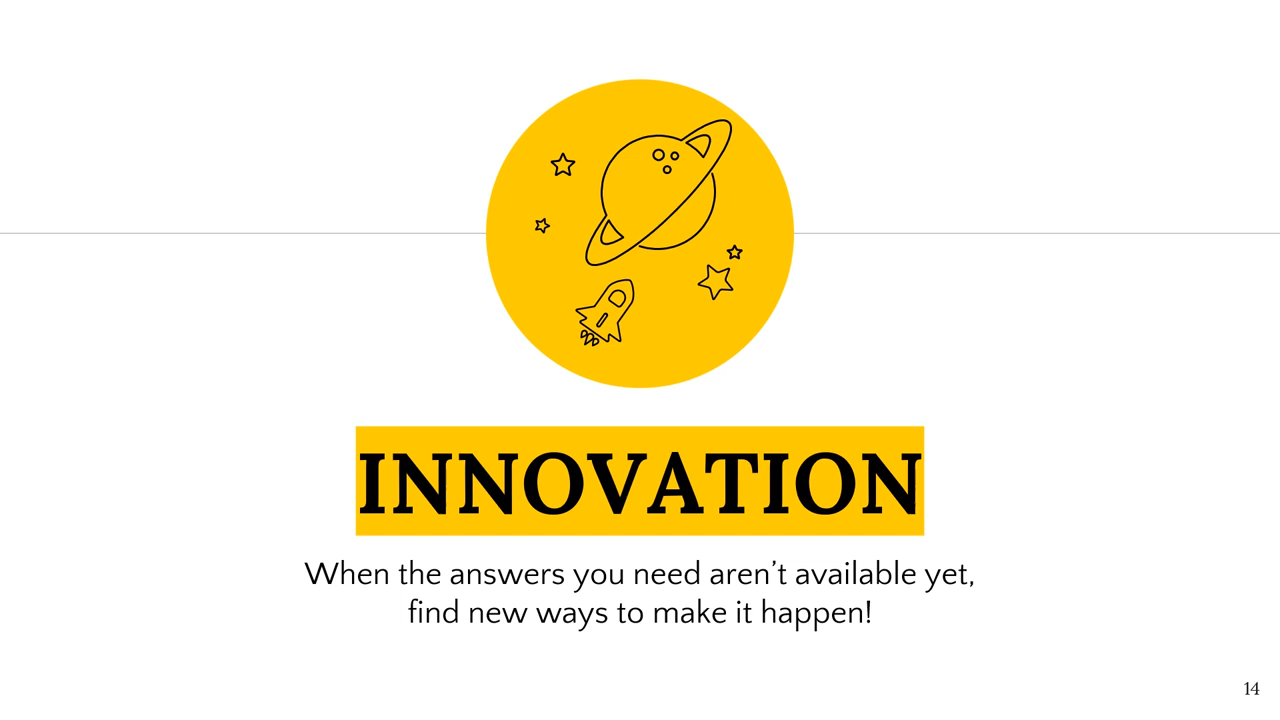 INNOVATION
When the answers you need aren’t available yet,
find new ways to make it happen!
14